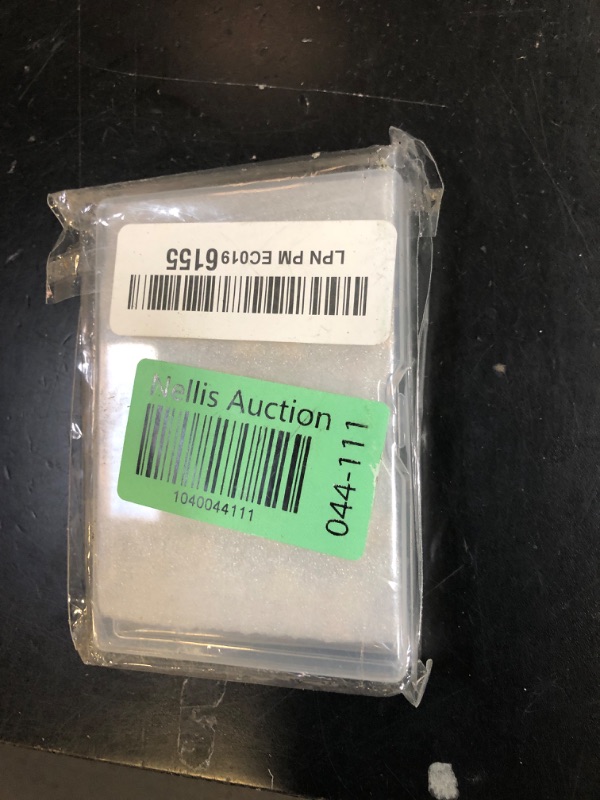 LPN PM EC0196155
Nellis Auction
1040044111
044-111